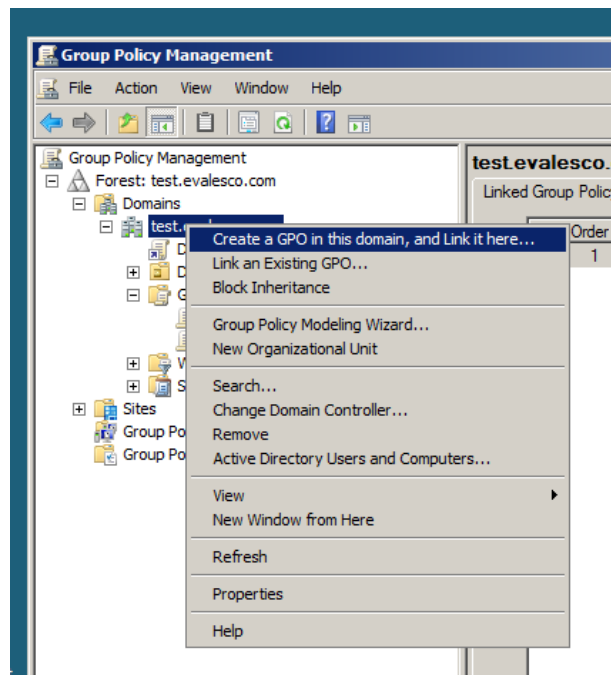 Group Policy Management
File Action View Window Help
Group Policy Management
Forest: test.evalesco.com
Domains
test.
D
D
G
W
S
Sites
Group Po
Group Po
test.evalesco.
Linked Group Polic
Order
1
Create a GPO in this domain, and Link it here...
Link an Existing GPO...
Block Inheritance
Group Policy Modeling Wizard...
New Organizational Unit
Search...
Change Domain Controller...
Remove
Active Directory Users and Computers...
View
New Window from Here
Refresh
Properties
Help